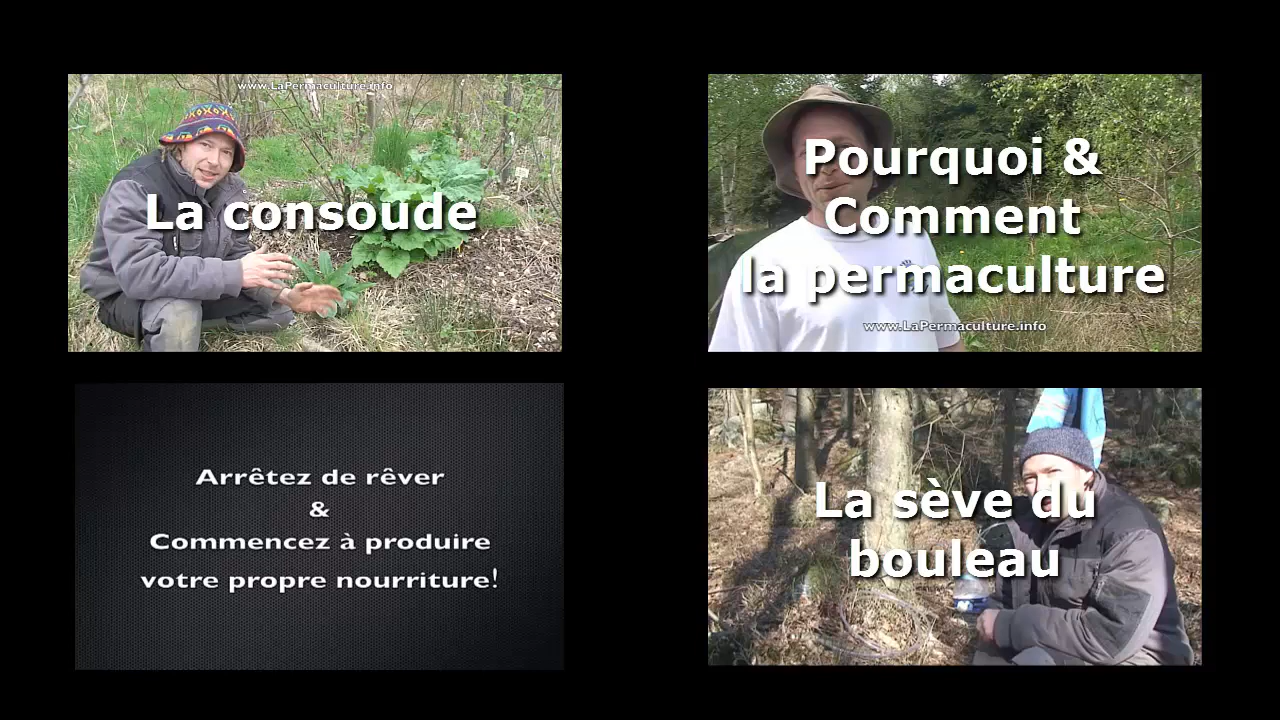 www.LaPermaculture.info
La consoude
Pourquoi &
Comment
la permaculture
www.LaPermaculture.info
Arrêtez de rêver
&
Commencez à produire
votre propre nourriture!
La sève du
bouleau